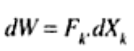 dW = F_k dX_k